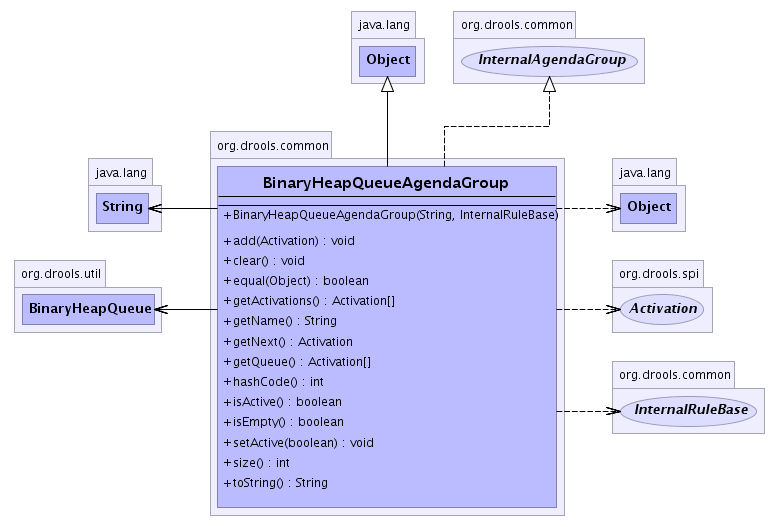 java.lang
Object
org.drools.common
InternalAgendaGroup
org.drools.common
BinaryHeapQueueAgendaGroup
+BinaryHeapQueueAgendaGroup(String, InternalRuleBase)
+add(Activation) : void
+clear() : void
+equal(Object) : boolean
+getActivations() : Activation[]
+getName() : String
+getNext() : Activation
+getQueue() : Activation[]
+hashCode() : int
+isActive() : boolean
+isEmpty() : boolean
+setActive(boolean) : void
+size() : int
+toString() : String
java.lang
String
org.drools.util
BinaryHeapQueue
java.lang
Object
org.drools.spi
Activation
org.drools.common
InternalRuleBase